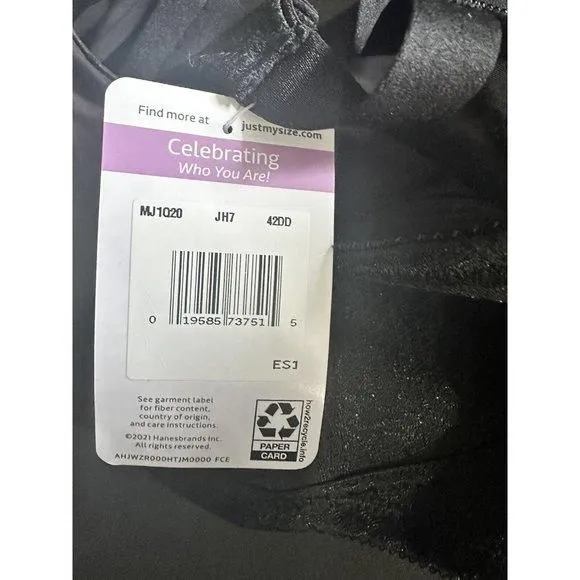 Find more at justmysize.com
Celebrating
Who You Are!
MJ1Q20 JH7 42DD
0 19585 73751 5
ES1
See garment label
for fiber content,
country of origin,
and care instructions.
©2021 Hanesbrands Inc.
All rights reserved.
AHJWZR000HTJM0000 FCE
PAPER
CARD
how2recycle.info